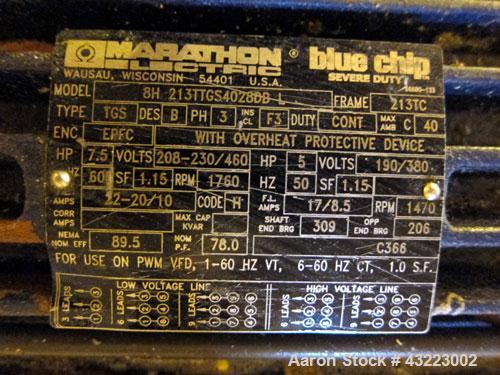 MARATHON ® blue chip ™
ELECTRIC SEVERE DUTY
WAUSAU, WISCONSIN 54401 U.S.A.
MODEL 8H 213TTGS4028BB L FRAME 213TC
TYPE TGS DES B PH 3 INS CL F3 DUTY CONT MAX AMB C 40
ENC EPFC WITH OVERHEAT PROTECTIVE DEVICE
HP 7.5 VOLTS 208-230/460 HP 5 VOLTS 190/380
HZ 60 SF 1.15 RPM 1760 HZ 50 SF 1.15
F.L. AMPS 22-20/10 CODE H F.L. AMPS 17/8.5 RPM 1470
CORR AMPS MAX CAP KVAR SHAFT END BRG 309 OPP END BRG 206
NEMA NOM EFF 89.5 NOM P.F. 78.0 C366
FOR USE ON PWM VFD, 1-60 HZ VT, 6-60 HZ CT, 1.0 S.F.
LOW VOLTAGE LINE HIGH VOLTAGE LINE
3 LEADS 6 LEADS 9 LEADS 6 LEADS 9 LEADS
Aaron Stock # 43223002